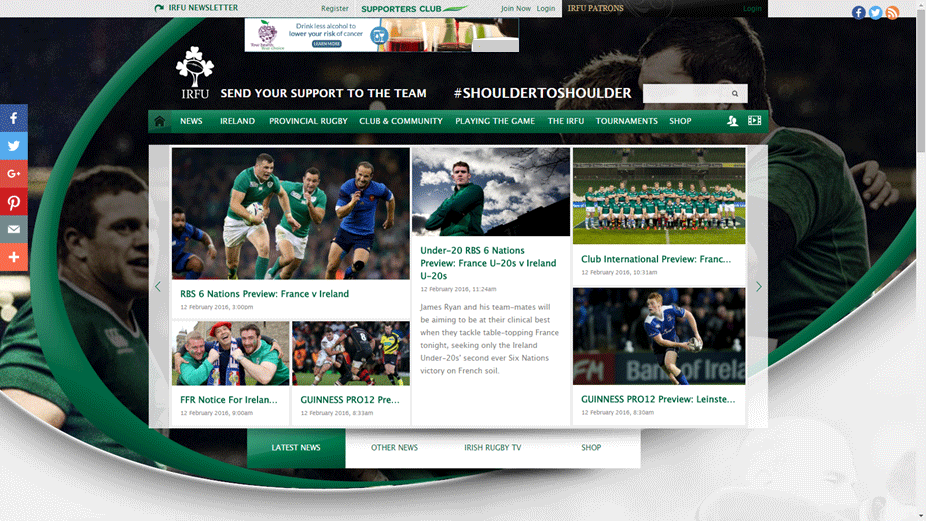 IRFU NEWSLETTER
Register
SUPPORTERS CLUB
Join Now
Login
IRFU PATRONS
Login
Drink less alcohol to
lower your risk of cancer
LEARN MORE
IRFU
SEND YOUR SUPPORT TO THE TEAM
#SHOULDERTOSHOULDER
NEWS
IRELAND
PROVINCIAL RUGBY
CLUB & COMMUNITY
PLAYING THE GAME
THE IRFU
TOURNAMENTS
SHOP
RBS 6 Nations Preview: France v Ireland
12 February 2016, 3:00pm
FFR Notice For Irelan...
12 February 2016, 9:00am
GUINNESS PRO12 Pre...
12 February 2016, 8:33am
Under-20 RBS 6 Nations
Preview: France U-20s v Ireland
U-20s
12 February 2016, 11:24am
James Ryan and his team-mates will
be aiming to be at their clinical best
when they tackle table-topping France
tonight, seeking only the Ireland
Under-20s' second ever Six Nations
victory on French soil.
Club International Preview: Franc...
12 February 2016, 10:31am
Bank of Irela
GUINNESS PRO12 Preview: Leinste...
12 February 2016, 8:30am
LATEST NEWS
OTHER NEWS
IRISH RUGBY TV
SHOP